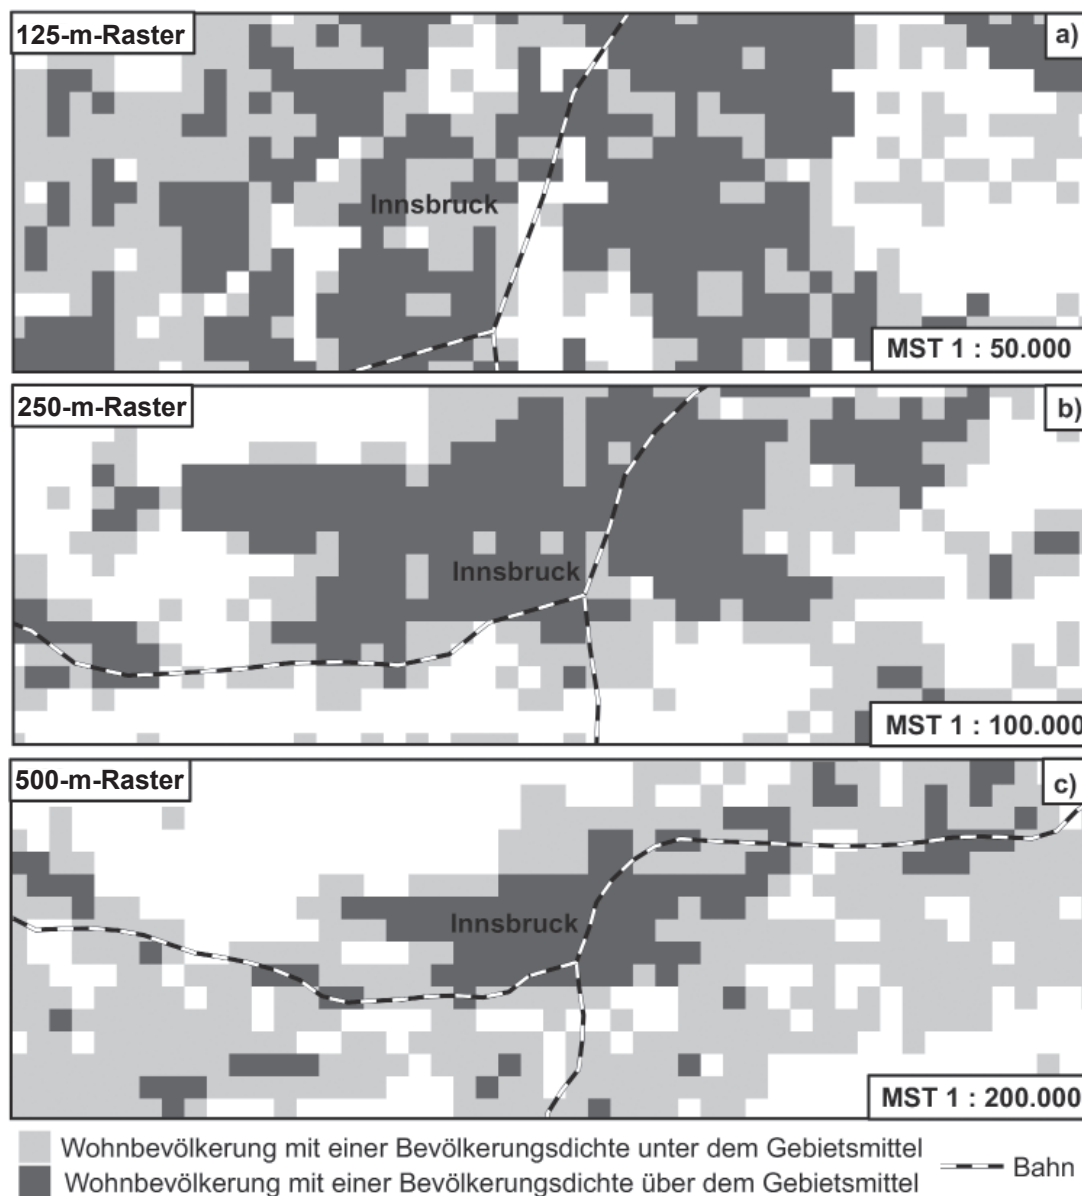 125-m-Raster
a)
Innsbruck
MST 1 : 50.000
250-m-Raster
b)
Innsbruck
MST 1 : 100.000
500-m-Raster
c)
Innsbruck
MST 1 : 200.000
Wohnbevölkerung mit einer Bevölkerungsdichte unter dem Gebietsmittel
Wohnbevölkerung mit einer Bevölkerungsdichte über dem Gebietsmittel
Bahn